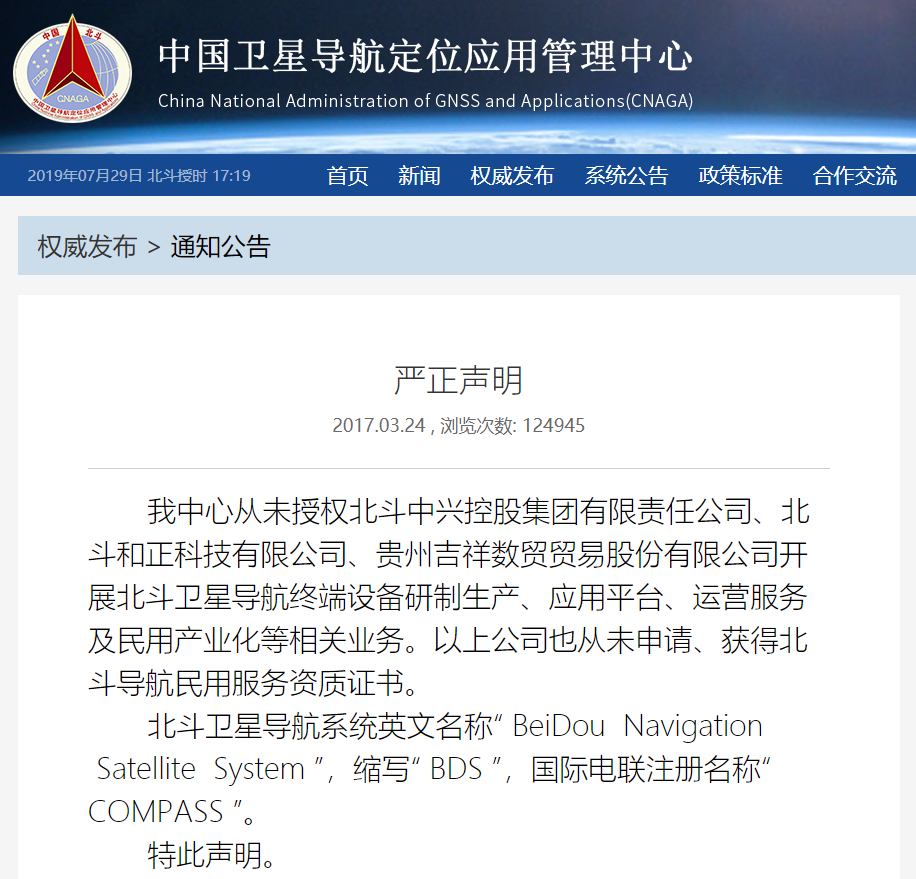 中国 北斗
CNAGA
中国卫星导航定位应用管理中心
中国卫星导航定位应用管理中心
China National Administration of GNSS and Applications(CNAGA)
2019年07月29日 北斗授时 17:19
首页 新闻 权威发布 系统公告 政策标准 合作交流
权威发布 > 通知公告
严正声明
2017.03.24 , 浏览次数: 124945
我中心从未授权北斗中兴控股集团有限责任公司、北
斗和正科技有限公司、贵州吉祥数贸贸易股份有限公司开
展北斗卫星导航终端设备研制生产、应用平台、运营服务
及民用产业化等相关业务。以上公司也从未申请、获得北
斗导航民用服务资质证书。
北斗卫星导航系统英文名称“ BeiDou Navigation
Satellite System ”，缩写“ BDS ”，国际电联注册名称“
COMPASS ”。
特此声明。